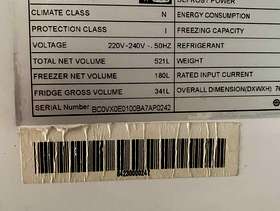 DEFROST POWER
CLIMATE CLASS N ENERGY CONSUMPTION
PROTECTION CLASS I FREEZING CAPACITY
VOLTAGE 220V-240V -. 50HZ REFRIGERANT
TOTAL NET VOLUME 521L WEIGHT
FREEZER NET VOLUME 180L RATED INPUT CURRENT
FRIDGE GROSS VOLUME 341L OVERALL DIMENSION(DXWXH) 76
SERIAL NUMBER BC0VX0E0100BA7AP0242